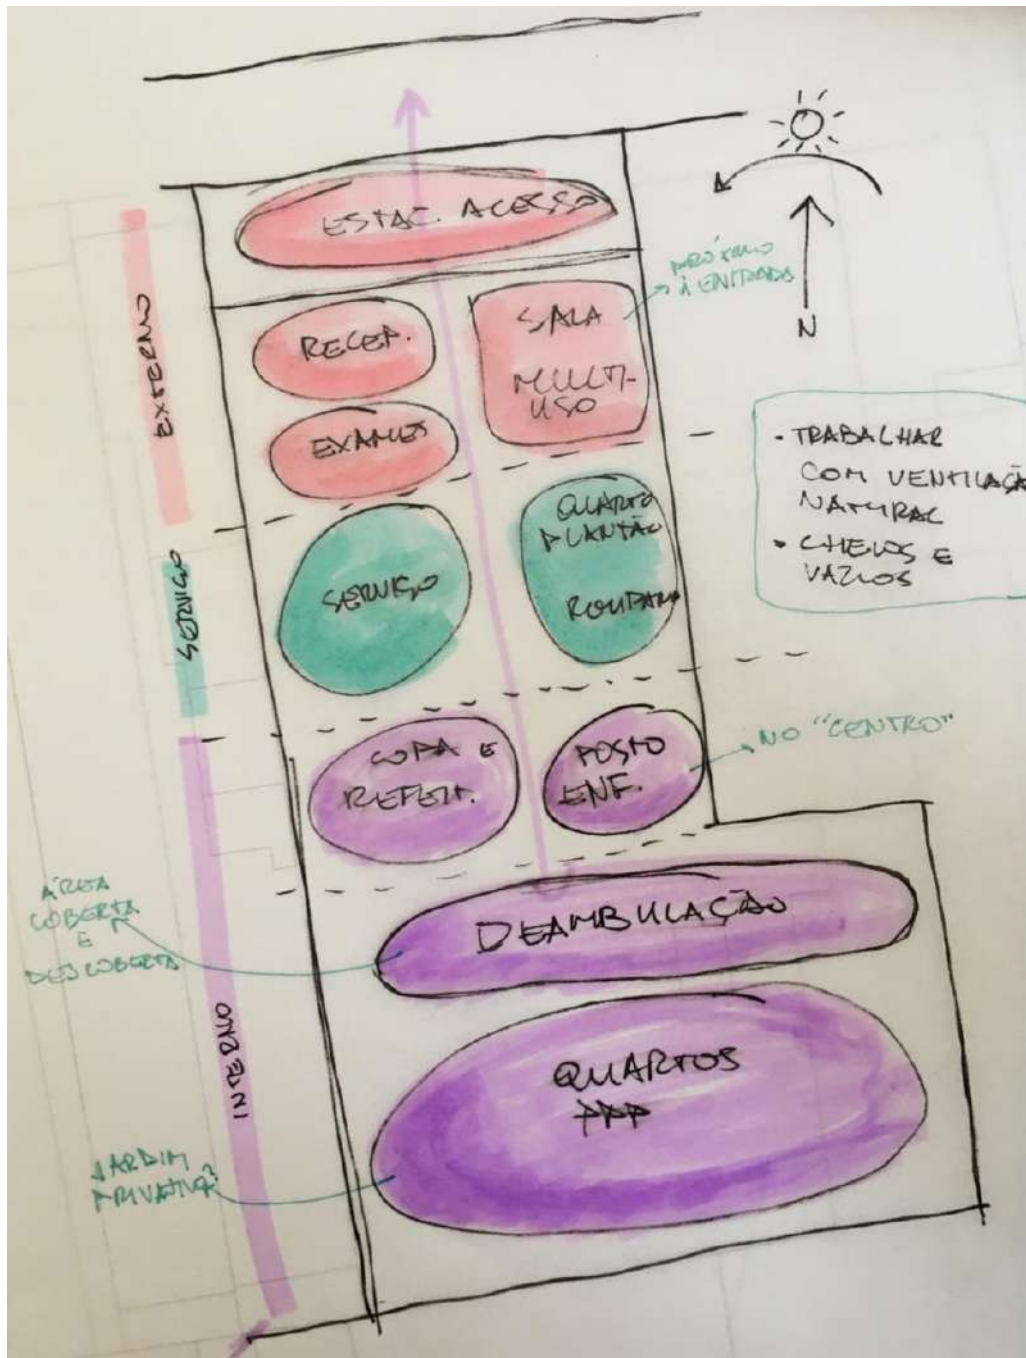 ESTAC. ACESSO
PRÓXIMO
À ENTRADA
RECEP.
SALA
MULTI-
USO
N
EXTERNO
EXAMES
• TRABALHAR
COM VENTILAÇÃ
NATURAL
• CHEIOS E
VAZIOS
QUARTO
PLANTÃO
ROUPARIA
SERVIÇO
SERVIÇO
COPA E
REFEIT.
POSTO
ENF.
NO "CENTRO"
ÁREA
COBERTA
E
DESCOBERTA
DEAMBULAÇÃO
INTERNO
QUARTOS
PPP
JARDIM
PRIVATIVO?